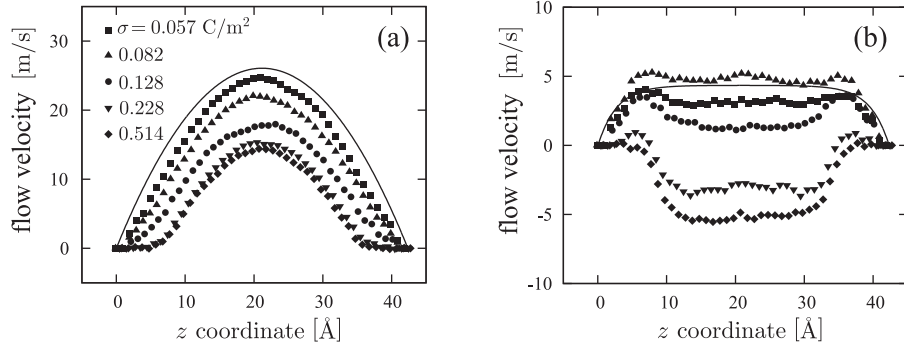 (a)
σ = 0.057 C/m²
0.082
0.128
0.228
0.514
30
20
10
0
flow velocity [m/s]
0 10 20 30 40
z coordinate [Å]
(b)
10
5
0
-5
-10
flow velocity [m/s]
0 10 20 30 40
z coordinate [Å]